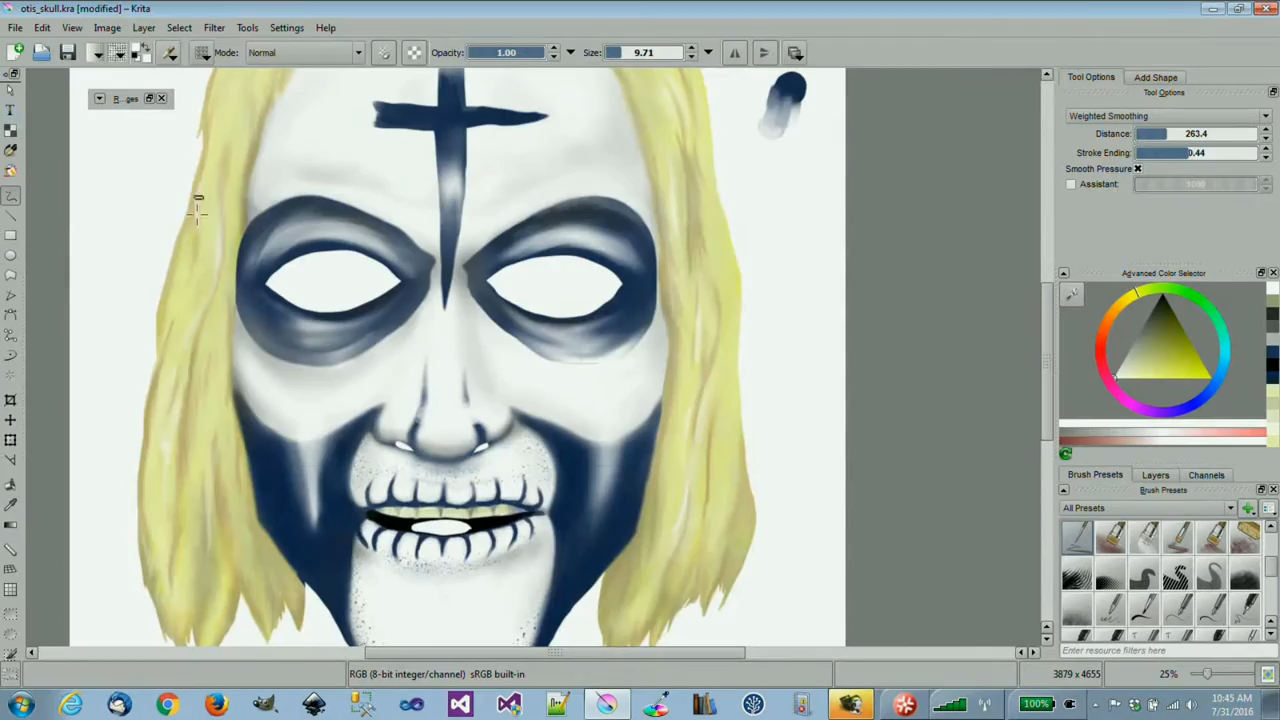 otis_skull.kra [modified] - Krita
File Edit View Image Layer Select Filter Tools Settings Help
Mode: Normal Opacity: 1.00 Size: 9.71
R...ges
Tool Options Add Shape
Tool Options
Weighted Smoothing
Distance: 263.4
Stroke Ending: 0.44
Smooth Pressure
Assistant:
Advanced Color Selector
Brush Presets Layers Channels
Brush Presets
All Presets
Enter resource filters here
RGB (8-bit integer/channel) sRGB built-in 3879 x 4655 25%
100% 10:45 AM
7/31/2016